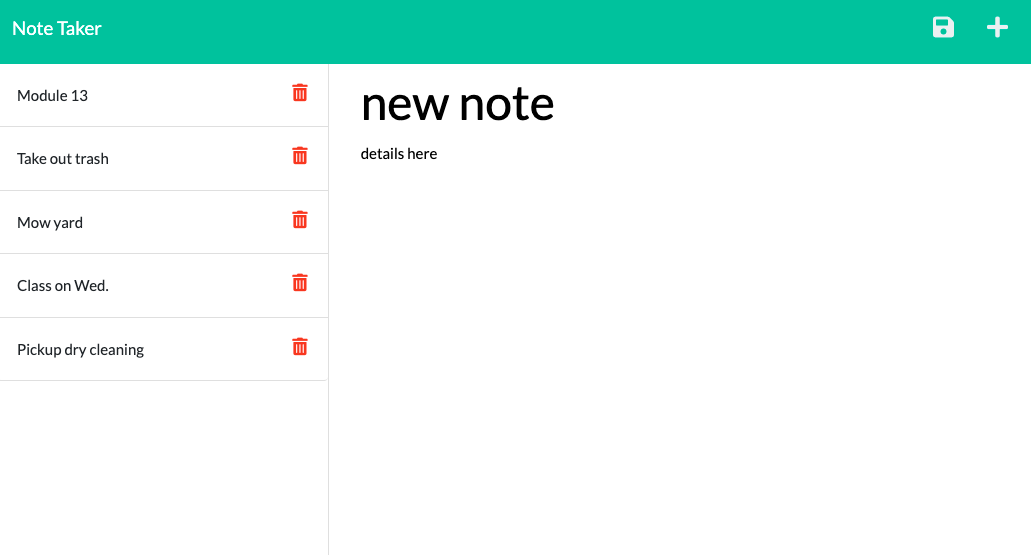 Note Taker
Module 13
Take out trash
Mow yard
Class on Wed.
Pickup dry cleaning
new note
details here